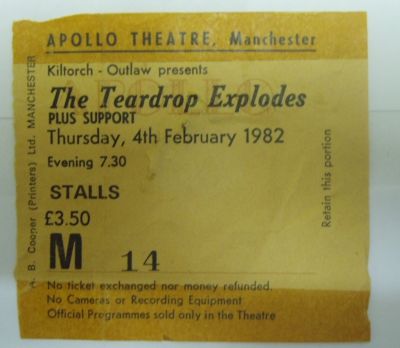 APOLLO THEATRE, Manchester
Kiltorch - Outlaw presents
APOLLO
The Teardrop Explodes
PLUS SUPPORT
Thursday, 4th February 1982
Evening 7.30
STALLS
£3.50
M 14
No ticket exchanged nor money refunded.
No Cameras or Recording Equipment
Official Programmes sold only in the Theatre
A. B. Cooper (Printers) Ltd. MANCHESTER
Retain this portion